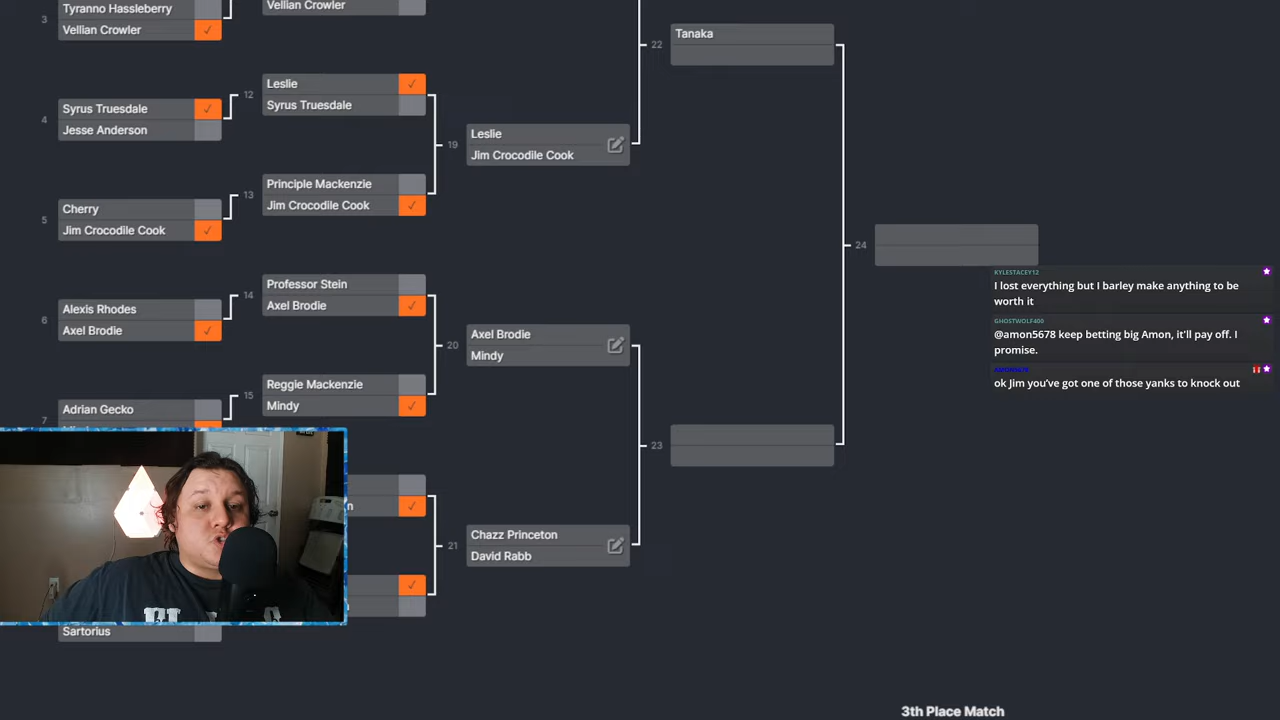 3
Tyranno Hassleberry
Vellian Crowler
Vellian Crowler
22
Tanaka
4
Syrus Truesdale
Jesse Anderson
12
Leslie
Syrus Truesdale
19
Leslie
Jim Crocodile Cook
5
Cherry
Jim Crocodile Cook
13
Principle Mackenzie
Jim Crocodile Cook
24
6
Alexis Rhodes
Axel Brodie
14
Professor Stein
Axel Brodie
20
Axel Brodie
Mindy
7
Adrian Gecko
15
Reggie Mackenzie
Mindy
23
21
Chazz Princeton
David Rabb
Sartorius
KYLESTACEY12
I lost everything but I barley make anything to be
worth it
GHOSTWOLF400
@amon5678 keep betting big Amon, it'll pay off. I
promise.
AMON5678
ok Jim you've got one of those yanks to knock out
3th Place Match